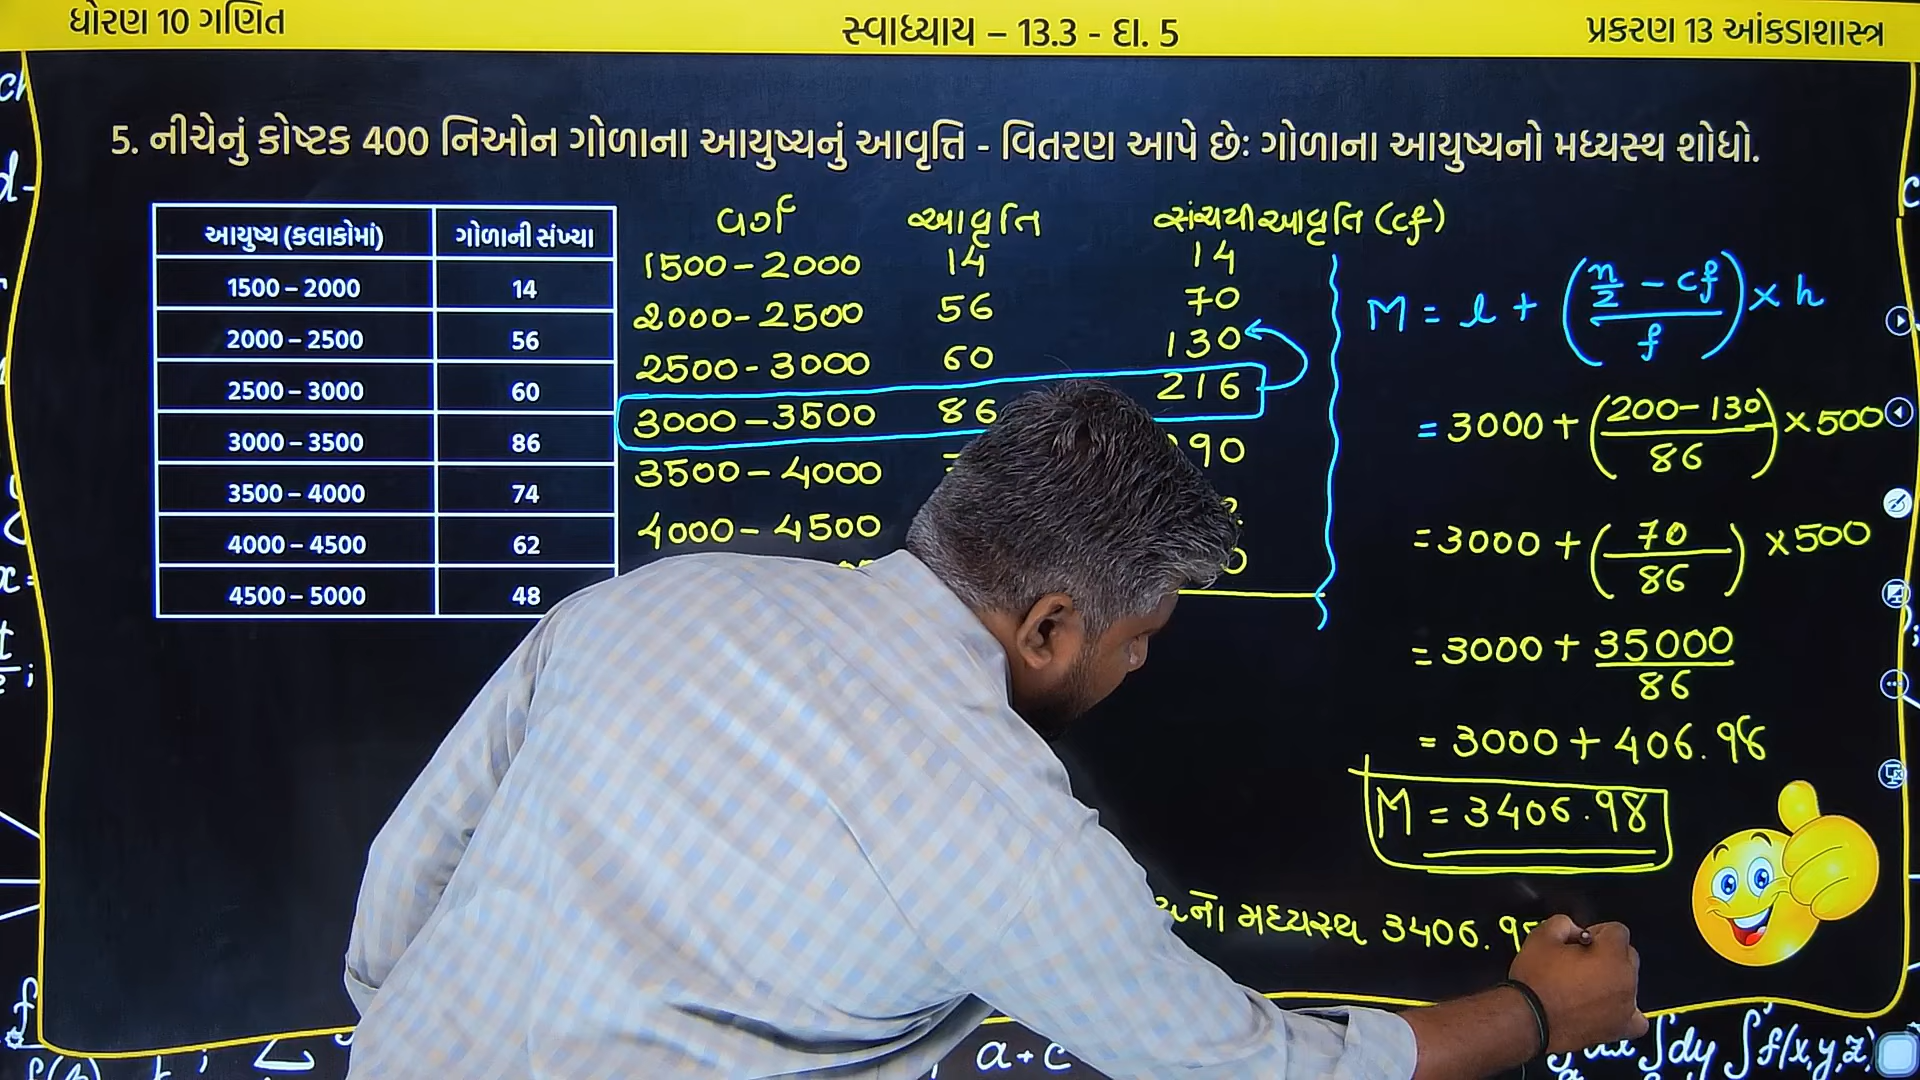 ધોરણ 10 ગણિત
સ્વાધ્યાય – 13.3 - દા. 5
પ્રકરણ 13 આંકડાશાસ્ત્ર
5. નીચેનું કોષ્ટક 400 નિઓન ગોળાના આયુષ્યનું આવૃત્તિ - વિતરણ આપે છેઃ ગોળાના આયુષ્યનો મધ્યસ્થ શોધો.
આયુષ્ય (કલાકોમાં) ગોળાની સંખ્યા
1500 – 2000 14
2000 – 2500 56
2500 – 3000 60
3000 – 3500 86
3500 – 4000 74
4000 – 4500 62
4500 – 5000 48
વર્ગ આવૃત્તિ સંચયી આવૃત્તિ (cf)
1500 – 2000 14 14
2000 - 2500 56 70
2500 - 3000 60 130
3000 – 3500 86 216
3500 – 4000 90
4000 – 4500
M = l + ( (n/2 – cf) / f ) × h
= 3000 + ( (200 – 130) / 86 ) × 500
= 3000 + ( 70 / 86 ) × 500
= 3000 + 35000 / 86
= 3000 + 406.98
M = 3406.98
મધ્યસ્થ 3406.9
a + c
∫dy ∫f(x,y,z)